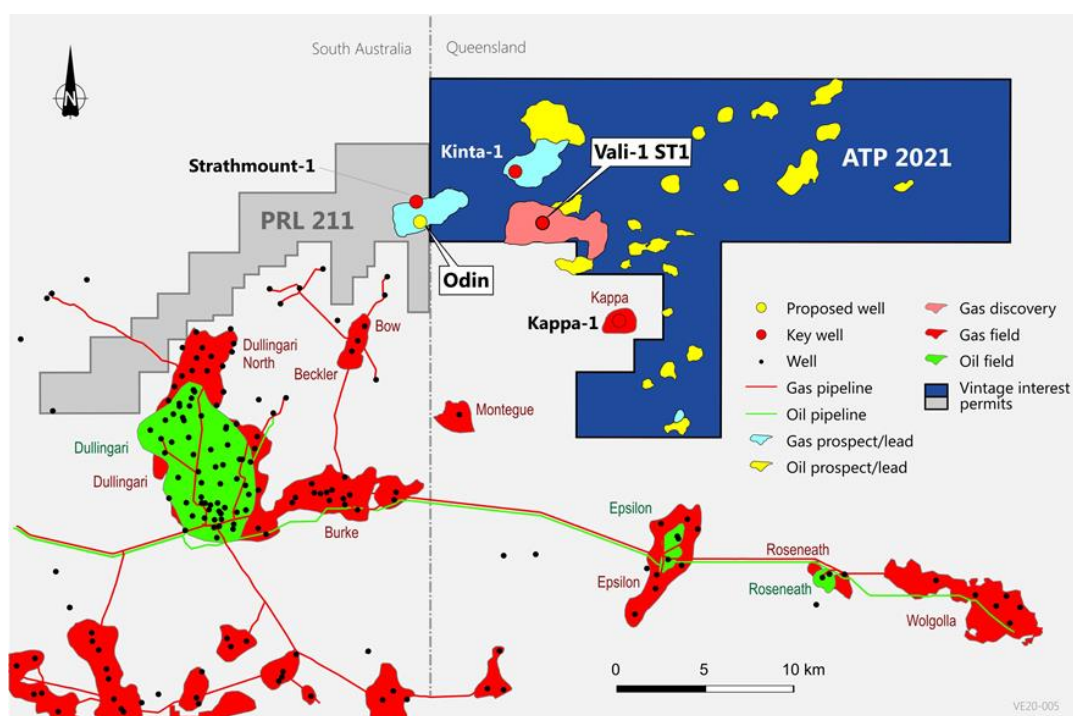 South Australia
Queensland
N
Kinta-1
Vali-1 ST1
ATP 2021
Strathmount-1
PRL 211
Odin
Kappa
Kappa-1
Bow
Dullingari
North
Beckler
Montegue
Dullingari
Dullingari
Burke
Epsilon
Epsilon
Roseneath
Roseneath
Wolgolla
Proposed well
Key well
Well
Gas pipeline
Oil pipeline
Gas prospect/lead
Oil prospect/lead
Gas discovery
Gas field
Oil field
Vintage interest
permits
0 5 10 km
VE20-005